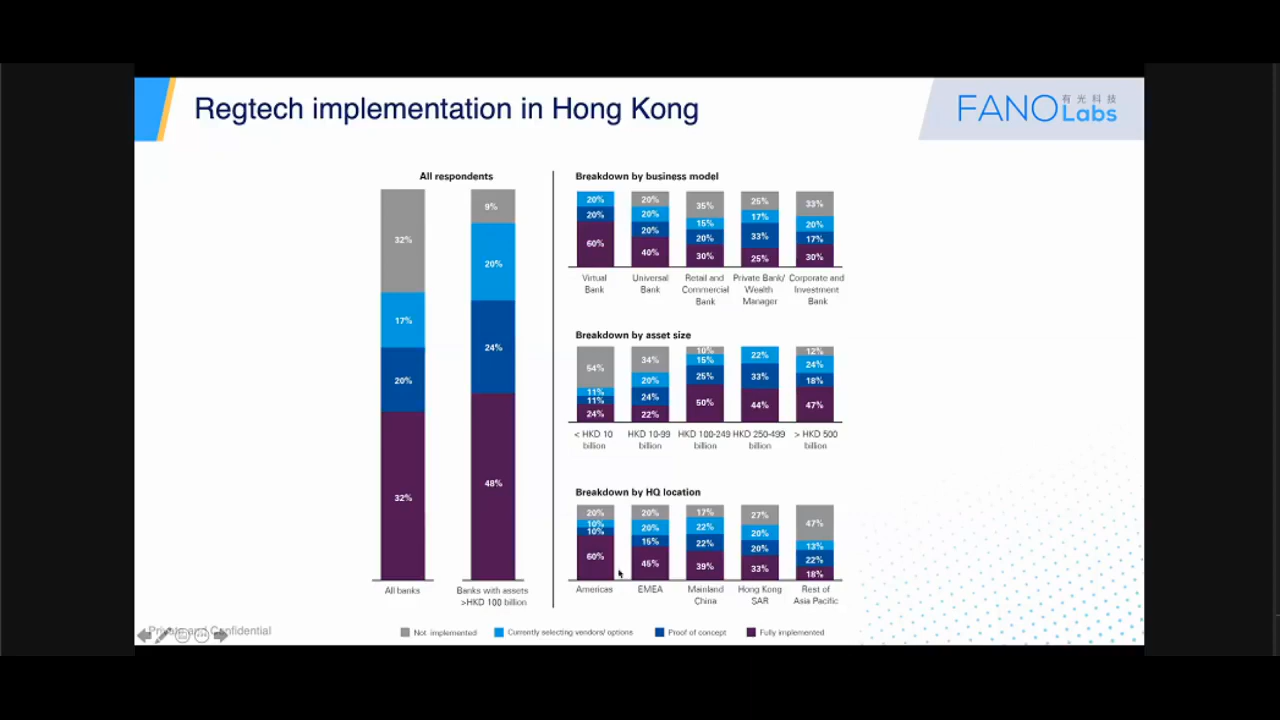 Regtech implementation in Hong Kong
FANO 有光科技
Labs
All respondents
32%
17%
20%
32%
9%
20%
24%
48%
All banks
Banks with assets
>HKD 100 billion
Breakdown by business model
20% 20% 35% 25% 33%
20% 20% 15% 17% 20%
60% 20% 20% 33% 17%
40% 30% 25% 30%
Virtual Bank
Universal Bank
Retail and Commercial Bank
Private Bank/ Wealth Manager
Corporate and Investment Bank
Breakdown by asset size
54% 34% 10% 22% 12%
11% 20% 15% 33% 24%
11% 24% 25% 44% 18%
24% 22% 50% 47%
< HKD 10 billion
HKD 10-99 billion
HKD 100-249 billion
HKD 250-499 billion
> HKD 500 billion
Breakdown by HQ location
20% 20% 17% 27% 47%
10% 20% 22% 20% 13%
10% 15% 22% 20% 22%
60% 45% 39% 33% 18%
Americas
EMEA
Mainland China
Hong Kong SAR
Rest of Asia Pacific
Not implemented
Currently selecting vendors/ options
Proof of concept
Fully implemented
Private and Confidential